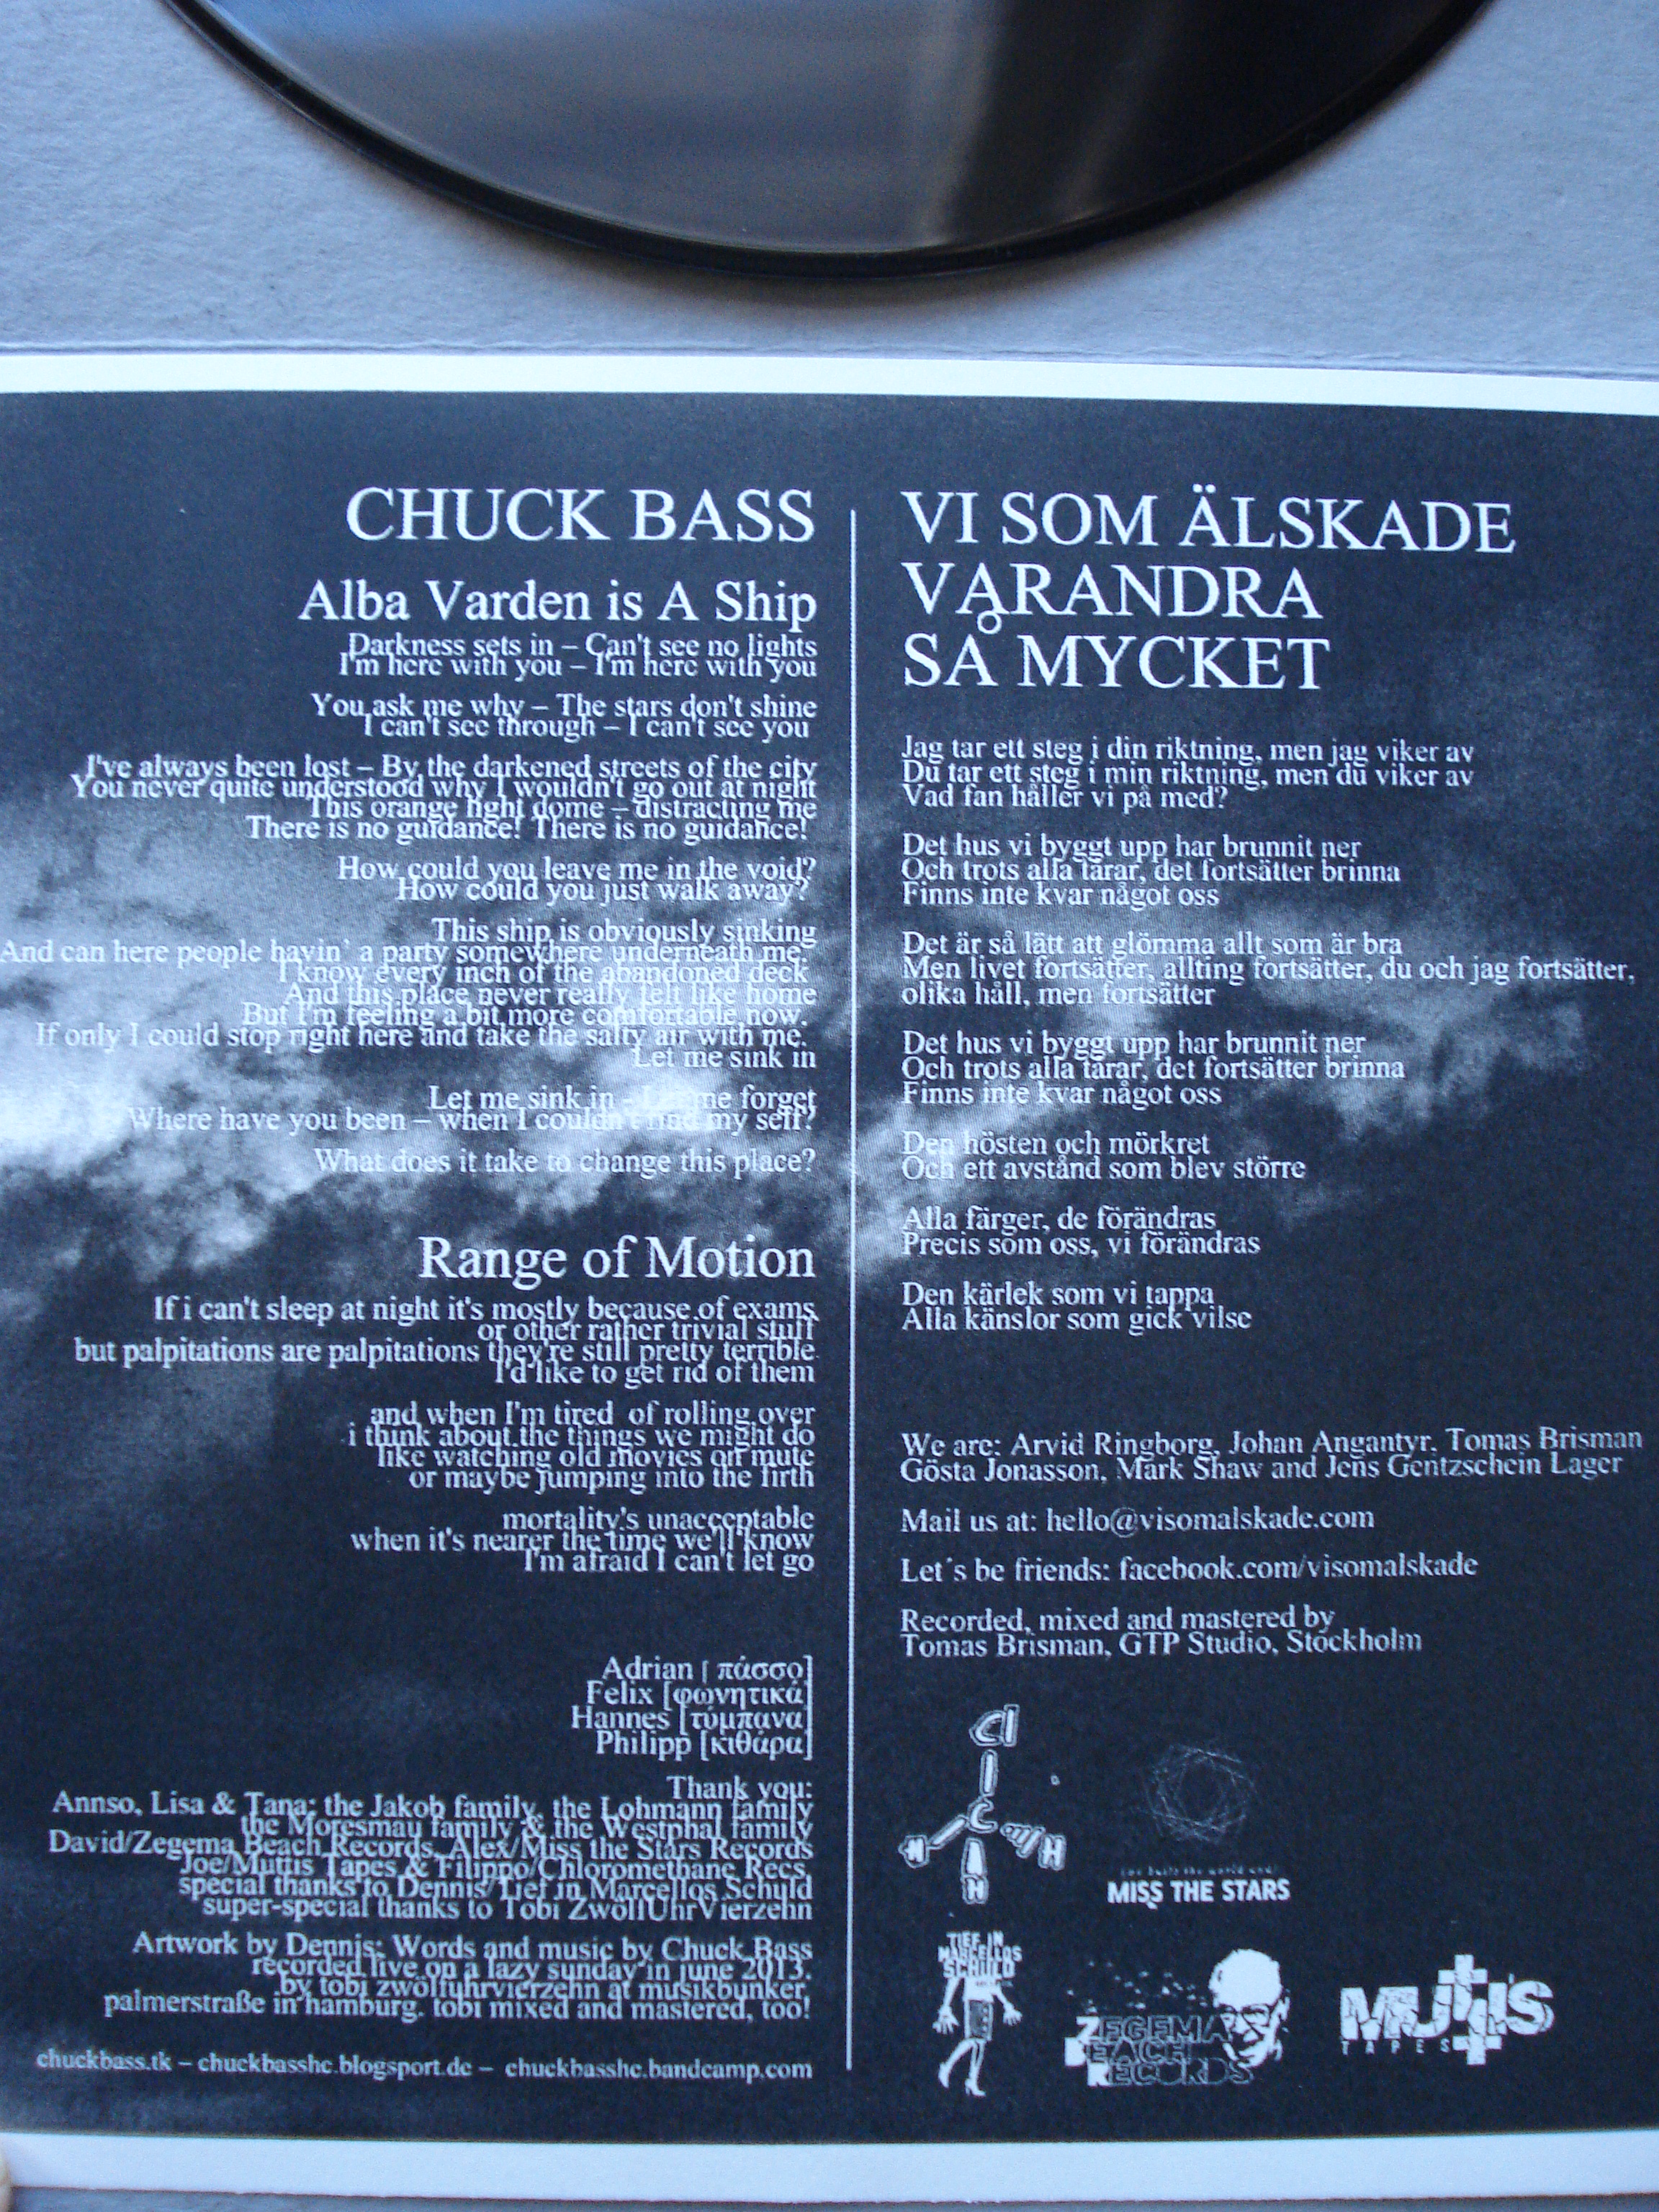 CHUCK BASS
Alba Varden is A Ship
Darkness sets in – Can't see no lights
I'm here with you – I'm here with you
You ask me why – The stars don't shine
I can't see through – I can't see you
I've always been lost – By the darkened streets of the city
You never quite understood why I wouldn't go out at night
This orange light dome – distracting me
There is no guidance! There is no guidance!
How could you leave me in the void?
How could you just walk away?
This ship is obviously sinking
And can here people havin' a party somewhere underneath me.
I know every inch of the abandoned deck
And this place never really felt like home
But I'm feeling a bit more comfortable now.
If only I could stop right here and take the salty air with me.
Let me sink in
Let me sink in - Let me forget
Where have you been – when I couldn't find my self?
What does it take to change this place?
Range of Motion
If i can't sleep at night it's mostly because of exams
or other rather trivial stuff
but palpitations are palpitations they're still pretty terrible
I'd like to get rid of them
and when I'm tired of rolling over
i think about the things we might do
like watching old movies on mute
or maybe jumping into the firth
mortality's unacceptable
when it's nearer the time we'll know
I'm afraid I can't let go
Adrian [ πάσσο]
Felix [φωνητικά]
Hannes [τύμπανα]
Philipp [κιθάρα]
Thank you:
Annso, Lisa & Tana; the Jakob family, the Lohmann family
the Moresmau family & the Westphal family
David/Zegema Beach Records, Alex/Miss the Stars Records
Joe/Muttis Tapes & Filippo/Chloromethane Recs,
special thanks to Dennis/Tief in Marcellos Schuld
super-special thanks to Tobi ZwölfUhrVierzehn
Artwork by Dennis; Words and music by Chuck Bass
recorded live on a lazy sunday in june 2013.
by tobi zwölfuhrvierzehn at musikbunker,
palmerstraße in hamburg. tobi mixed and mastered, too!
chuckbass.tk – chuckbasshc.blogsport.de – chuckbasshc.bandcamp.com
VI SOM ÄLSKADE
VARANDRA
SÅ MYCKET
Jag tar ett steg i din riktning, men jag viker av
Du tar ett steg i min riktning, men du viker av
Vad fan håller vi på med?
Det hus vi byggt upp har brunnit ner
Och trots alla tårar, det fortsätter brinna
Finns inte kvar något oss
Det är så lätt att glömma allt som är bra
Men livet fortsätter, allting fortsätter, du och jag fortsätter,
olika håll, men fortsätter
Det hus vi byggt upp har brunnit ner
Och trots alla tårar, det fortsätter brinna
Finns inte kvar något oss
Den hösten och mörkret
Och ett avstånd som blev större
Alla färger, de förändras
Precis som oss, vi förändras
Den kärlek som vi tappa
Alla känslor som gick vilse
We are: Arvid Ringborg, Johan Angantyr, Tomas Brisman
Gösta Jonasson, Mark Shaw and Jens Gentzschein Lager
Mail us at: hello@visomalskade.com
Let´s be friends: facebook.com/visomalskade
Recorded, mixed and mastered by
Tomas Brisman, GTP Studio, Stockholm
Cl
C
H H
H
MISS THE STARS
TIEF IN
MARCELLOS
SCHULD
ZEGEMA
BEACH
RECORDS
MUTTIS
TAPES